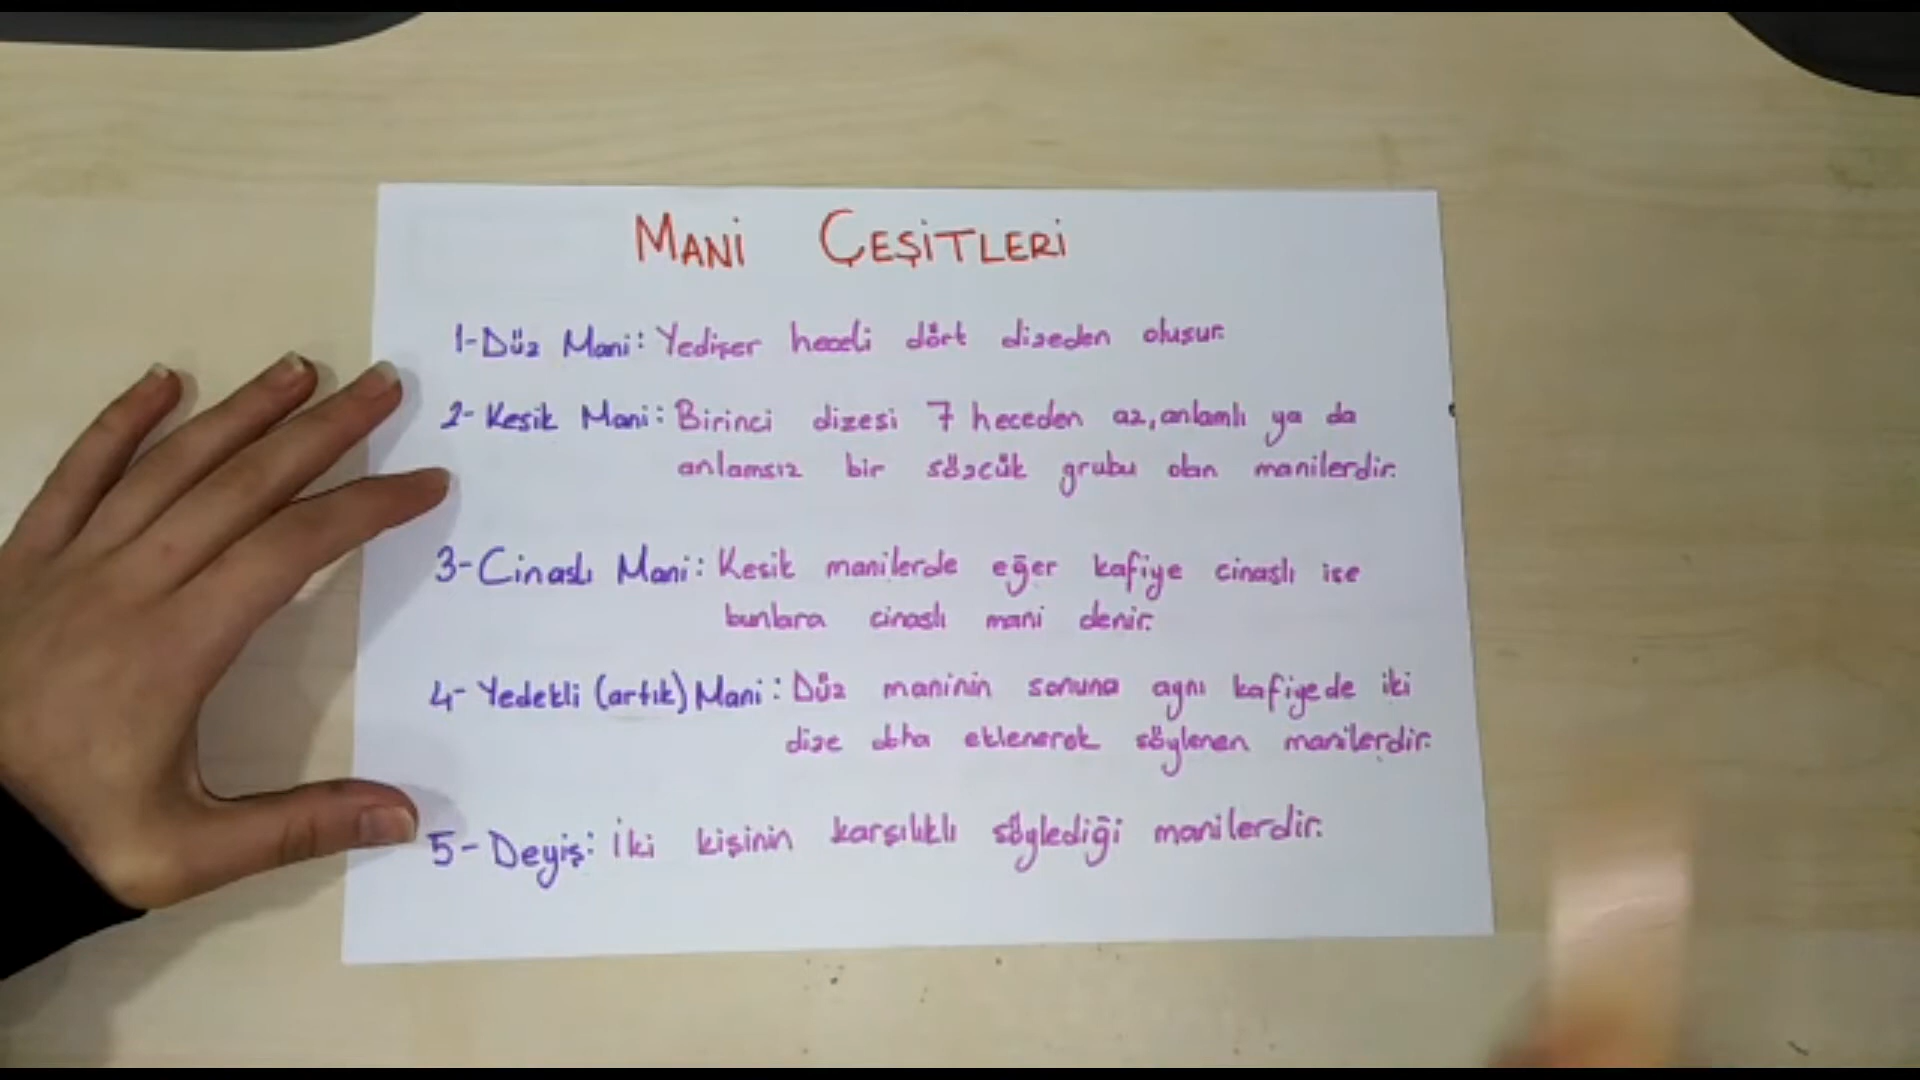 MANİ ÇEŞİTLERİ
1-Düz Mani: Yedişer heceli dört dizeden oluşur.
2- Kesik Mani: Birinci dizesi 7 heceden az, anlamlı ya da
anlamsız bir sözcük grubu olan manilerdir.
3-Cinaslı Mani: Kesik manilerde eğer kafiye cinaslı ise
bunlara cinaslı mani denir.
4- Yedekli (artık) Mani: Düz maninin sonuna aynı kafiyede iki
dize daha eklenerek söylenen manilerdir.
5- Deyiş: İki kişinin karşılıklı söylediği manilerdir.